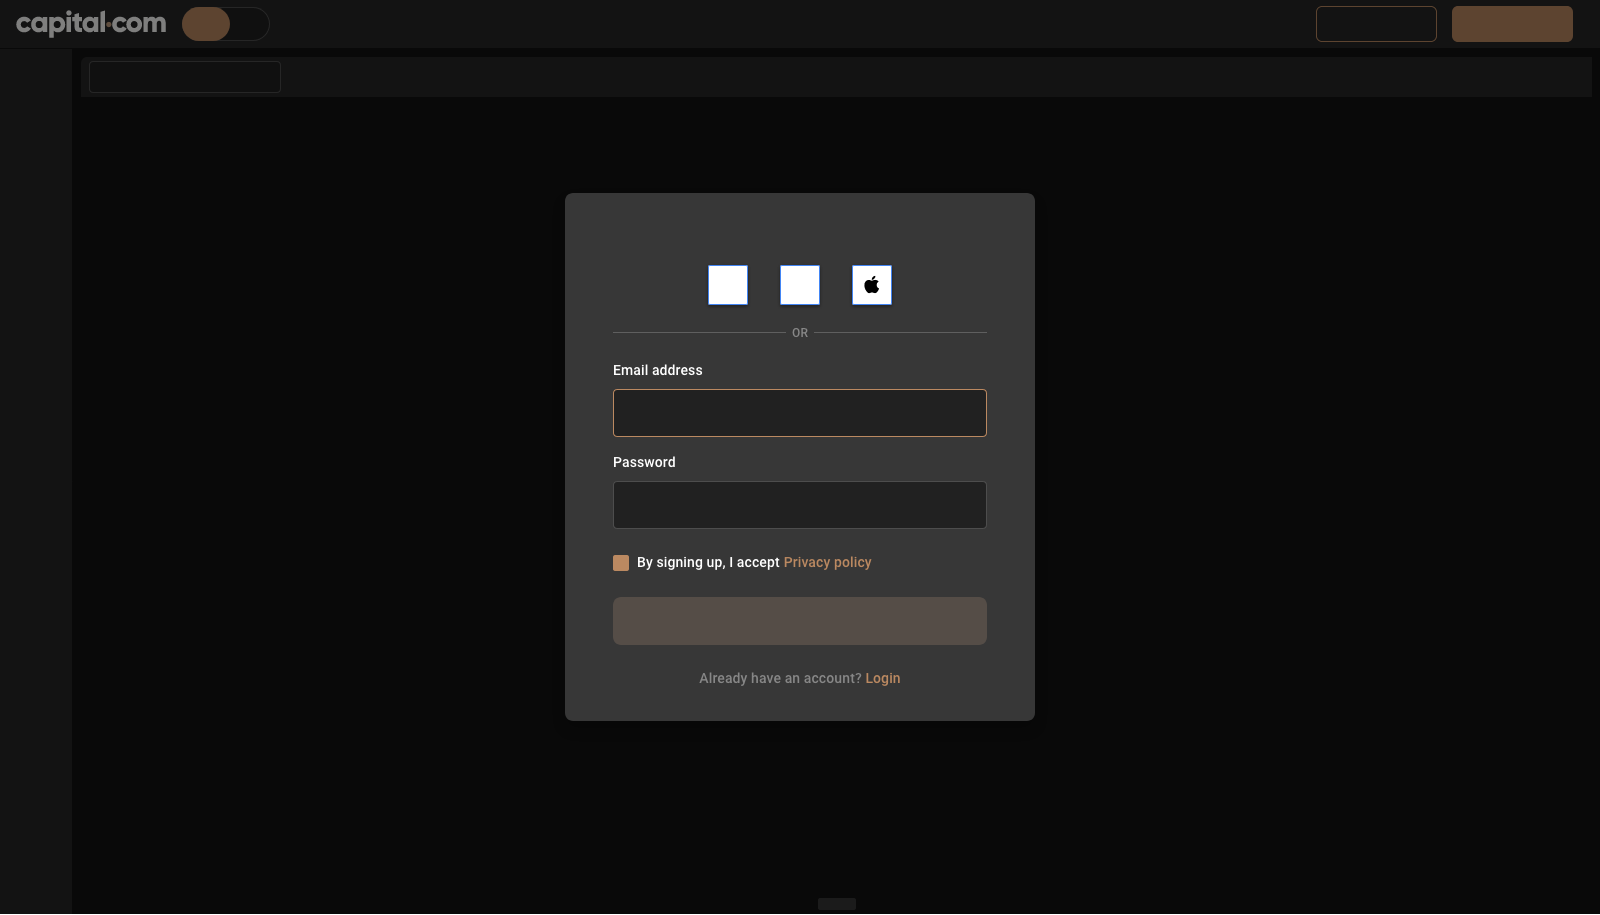 capital.com
OR
Email address
Password
By signing up, I accept Privacy policy
Already have an account? Login